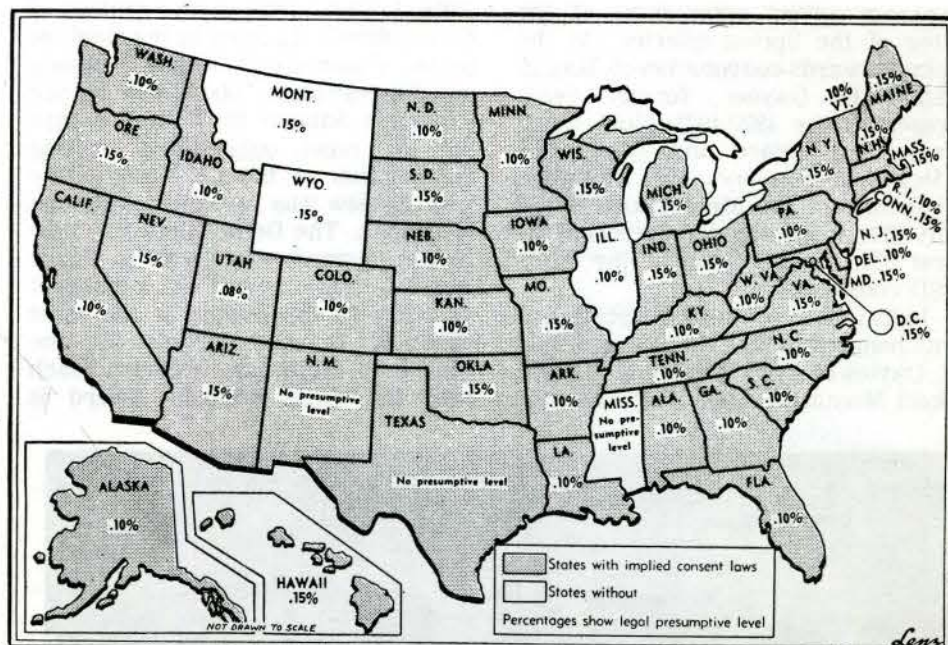 WASH.
.10%
ORE
.15%
CALIF.
.10%
NEV.
.15%
IDAHO
.10%
MONT.
.15%
WYO.
.15%
UTAH
.08%
COLO.
.10%
ARIZ.
.15%
N. M.
No presumptive level
N. D.
.10%
S. D.
.15%
NEB.
.10%
KAN.
.10%
OKLA
.15%
TEXAS
No presumptive level
MINN
.10%
IOWA
.10%
MO.
.15%
ARK.
.10%
LA.
.10%
WIS.
.15%
ILL.
.10%
MICH.
.15%
IND.
.15%
OHIO
.15%
KY.
.10%
TENN.
.10%
MISS.
No pre-
sumptive
level
ALA.
.10%
GA.
.10%
FLA.
.10%
S. C.
.10%
N. C.
.10%
VA.
.15%
W. VA.
.10%
PA.
.10%
N. Y.
.15%
.10%
VT.
.15%
N.H.
.15%
MAINE
MASS.
.15%
R. I. .10%
CONN. .15%
N. J. .15%
DEL. .10%
MD. .15%
D.C.
.15%
ALASKA
.10%
HAWAII
.15%
NOT DRAWN TO SCALE
States with implied consent laws
States without
Percentages show legal presumptive level
Lenz